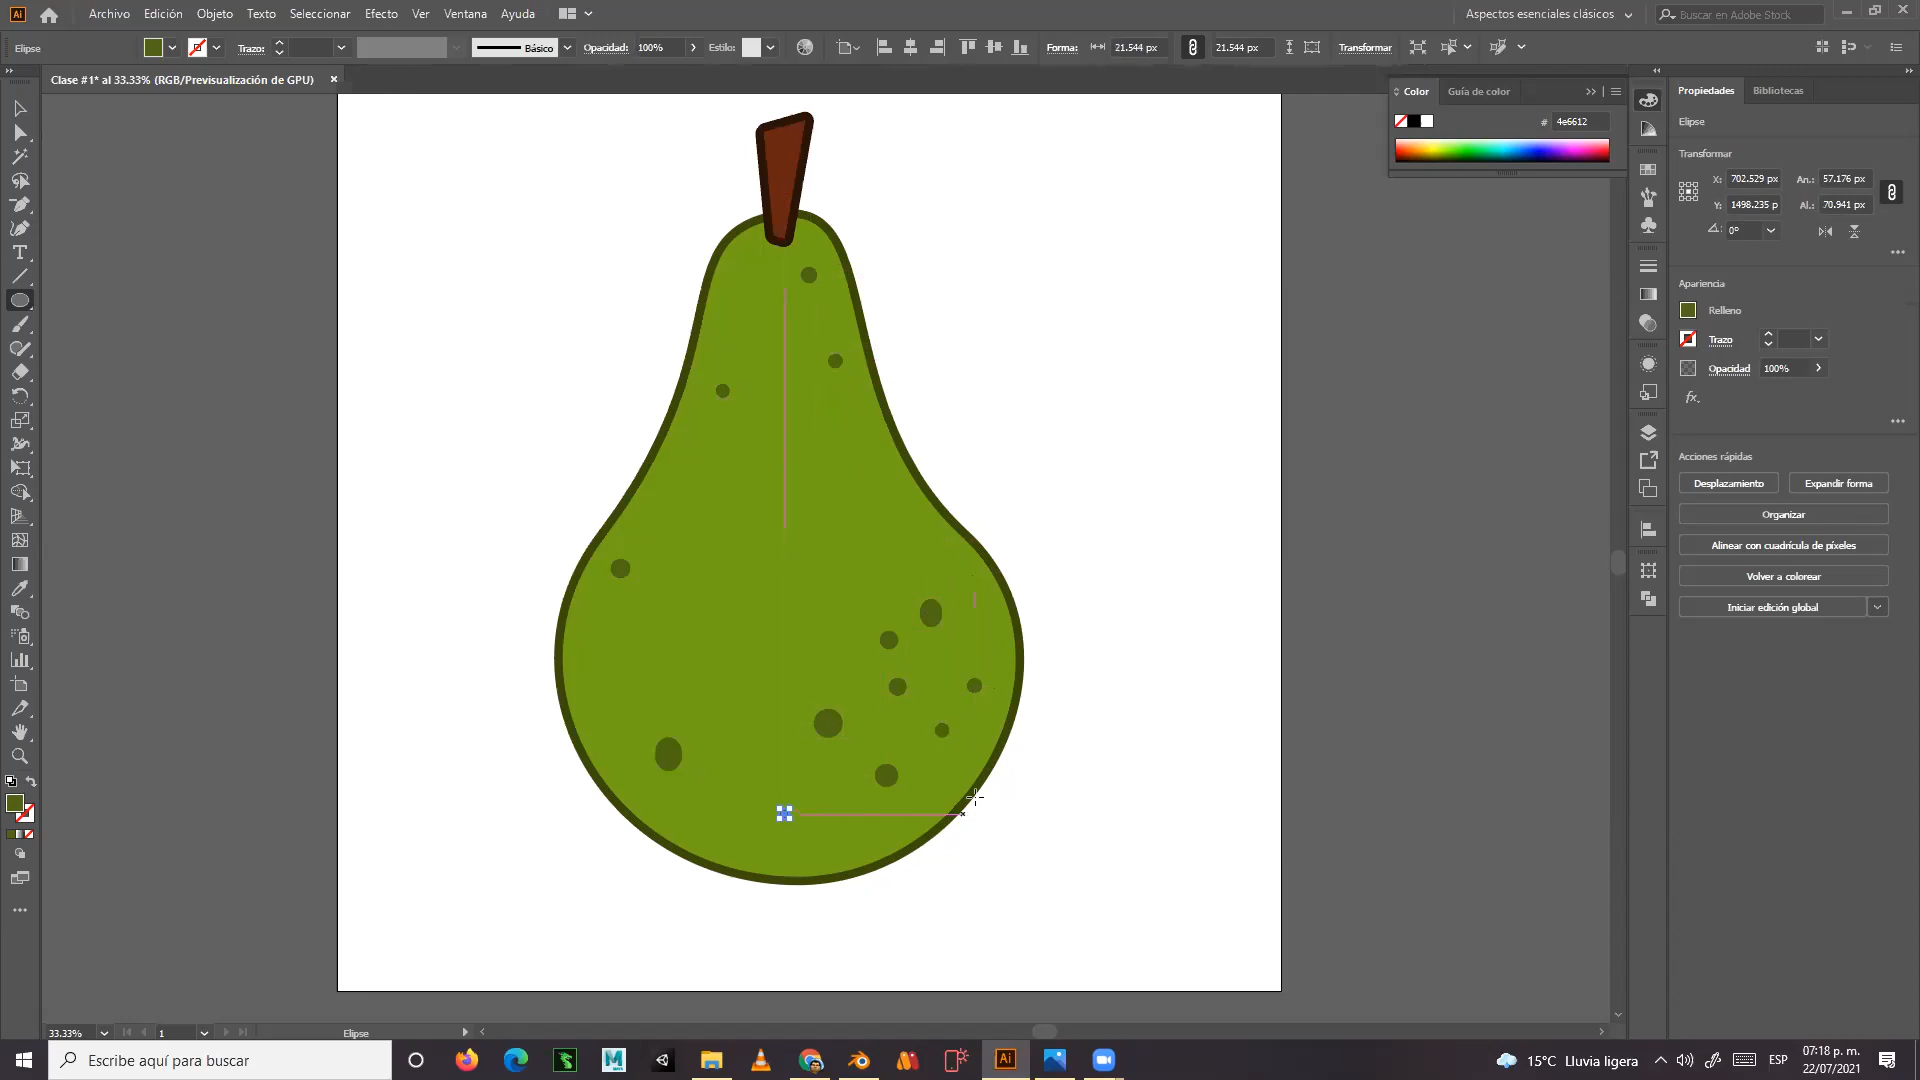 Ai Archivo Edición Objeto Texto Seleccionar Efecto Ver Ventana Ayuda Aspectos esenciales clásicos Buscar en Adobe Stock
Elipse Trazo: Básico Opacidad: 100% Estilo: Forma: 21.544 px 21.544 px Transformar
Clase #1* al 33.33% (RGB/Previsualización de GPU)
Color Guía de color
# 4e6612
Propiedades Bibliotecas
Elipse
Transformar
X: 702.529 px An.: 57.176 px
Y: 1498.235 p Al.: 70.941 px
0°
Apariencia
Relleno
Trazo
Opacidad 100%
fx.
Acciones rápidas
Desplazamiento Expandir forma
Organizar
Alinear con cuadrícula de píxeles
Volver a colorear
Iniciar edición global
33.33% 1 Elipse
Escribe aquí para buscar
Ai
15°C Lluvia ligera
ESP
07:18 p. m.
22/07/2021